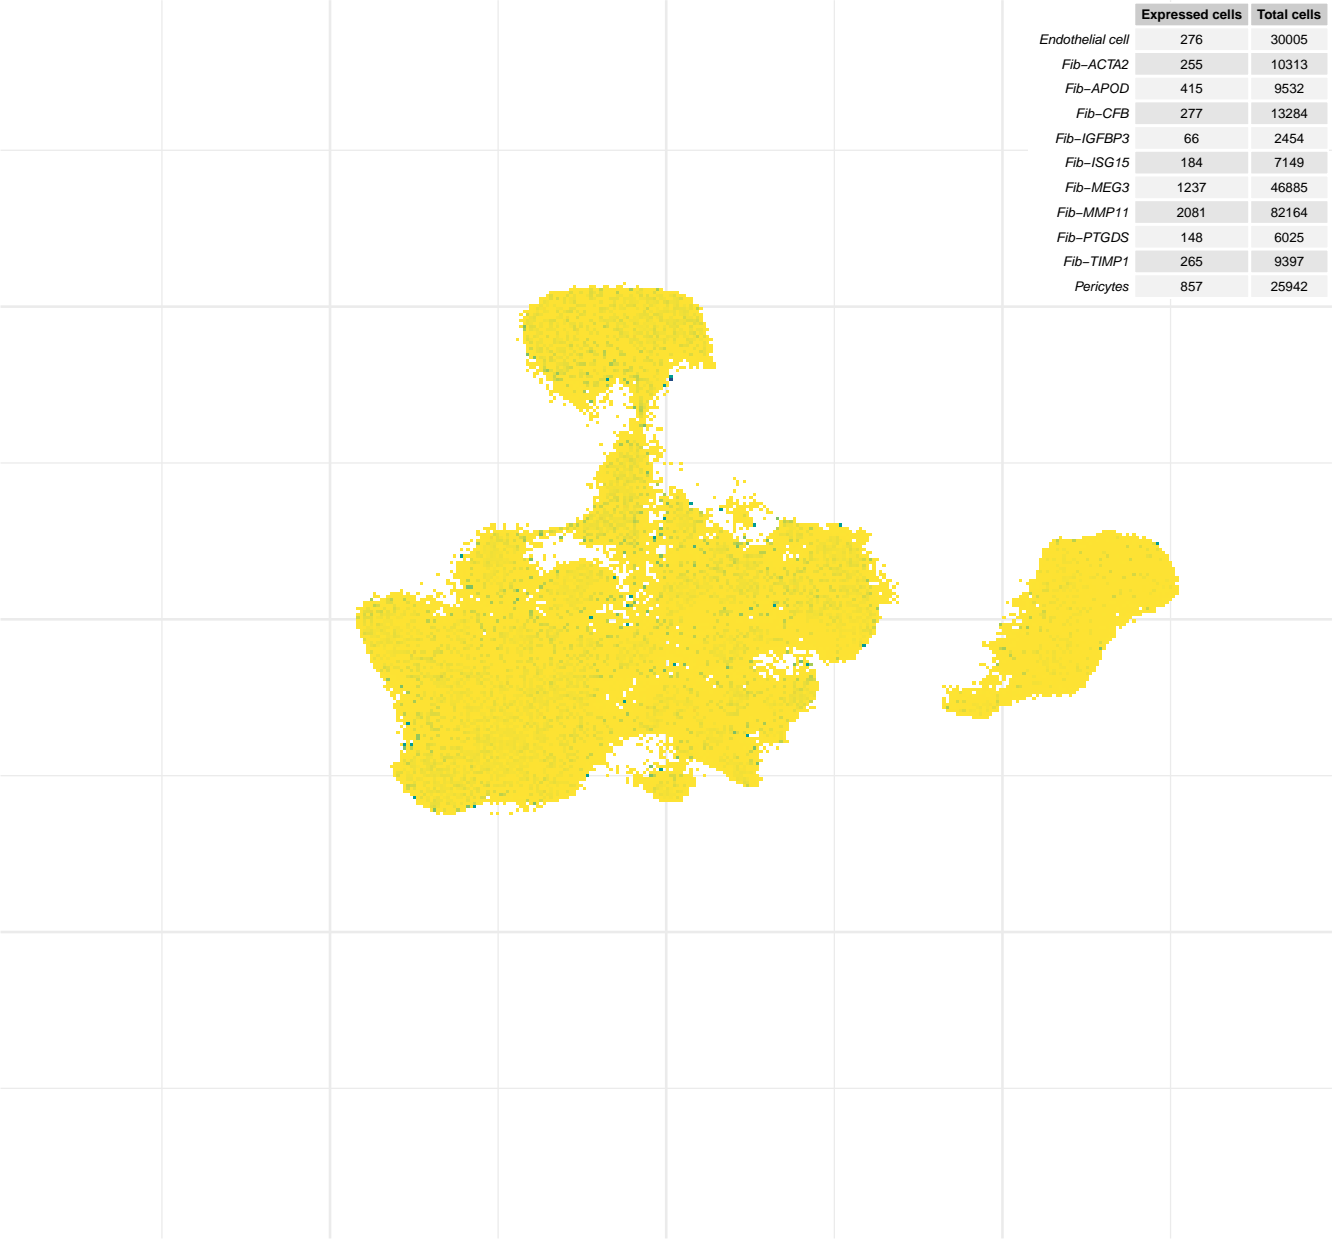 Expressed cells Total cells
Endothelial cell 276 30005
Fib−ACTA2 255 10313
Fib−APOD 415 9532
Fib−CFB 277 13284
Fib−IGFBP3 66 2454
Fib−ISG15 184 7149
Fib−MEG3 1237 46885
Fib−MMP11 2081 82164
Fib−PTGDS 148 6025
Fib−TIMP1 265 9397
Pericytes 857 25942